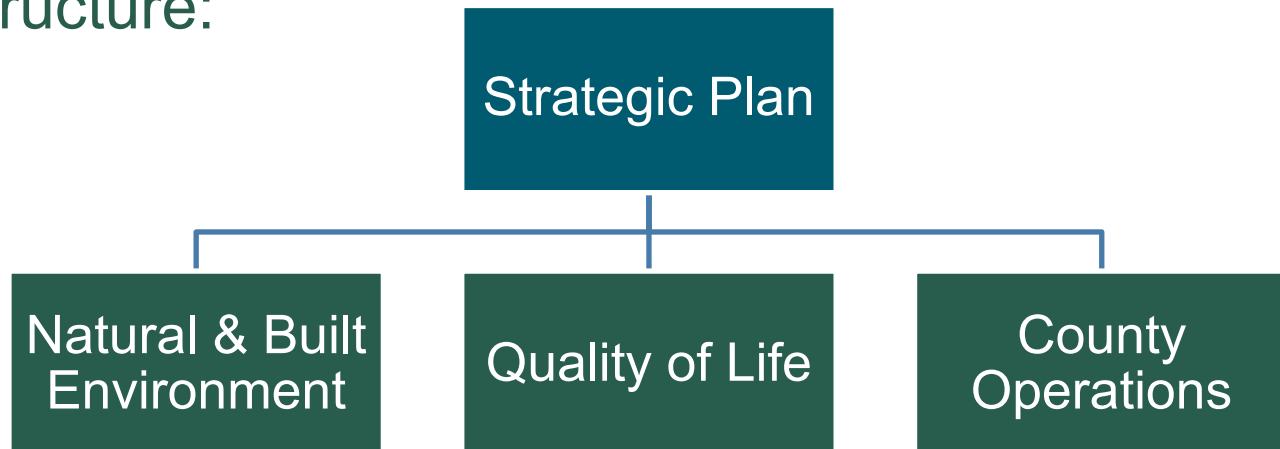 ructure:
Strategic Plan
Natural & Built
Environment
Quality of Life
County
Operations